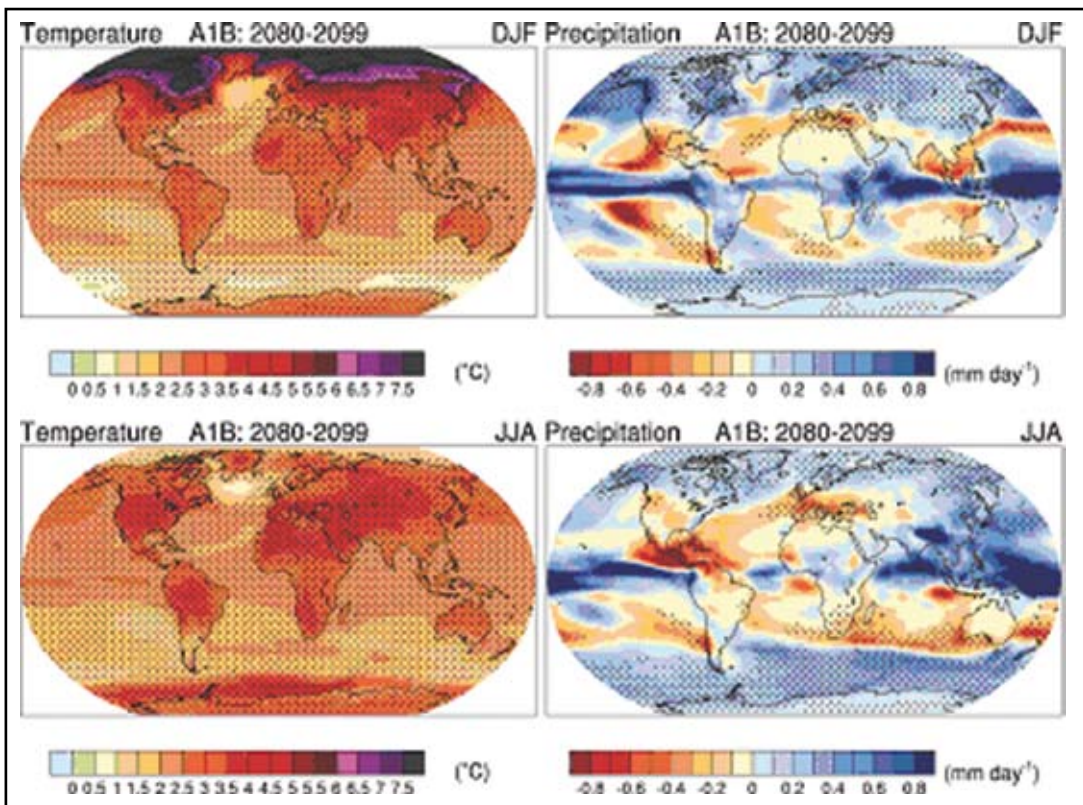 Temperature A1B: 2080-2099 DJF
Precipitation A1B: 2080-2099 DJF
0 0.5 1 1.5 2 2.5 3 3.5 4 4.5 5 5.5 6 6.5 7 7.5 (°C)
-0.8 -0.6 -0.4 -0.2 0 0.2 0.4 0.6 0.8 (mm day-1)
Temperature A1B: 2080-2099 JJA
Precipitation A1B: 2080-2099 JJA
0 0.5 1 1.5 2 2.5 3 3.5 4 4.5 5 5.5 6 6.5 7 7.5 (°C)
-0.8 -0.6 -0.4 -0.2 0 0.2 0.4 0.6 0.8 (mm day-1)